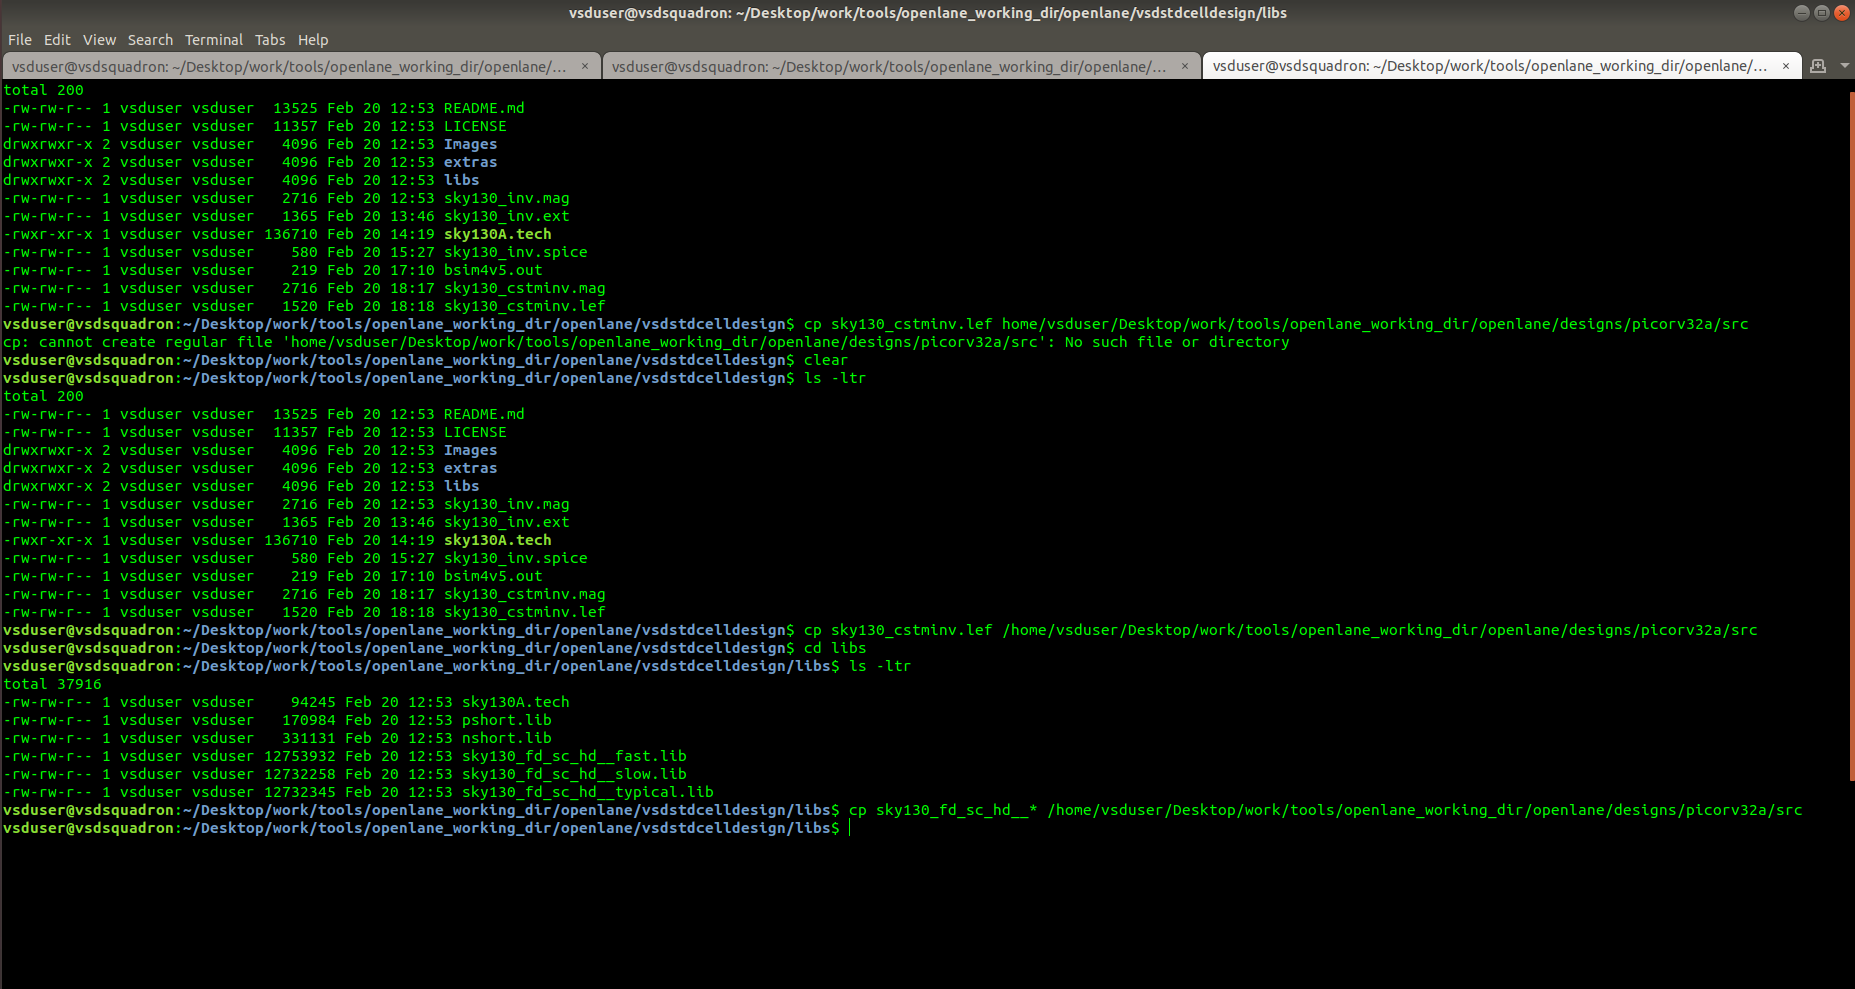 vsduser@vsdsquadron: ~/Desktop/work/tools/openlane_working_dir/openlane/vsdstdcelldesign/libs
File Edit View Search Terminal Tabs Help
vsduser@vsdsquadron: ~/Desktop/work/tools/openlane_working_dir/openlane/... × vsduser@vsdsquadron: ~/Desktop/work/tools/openlane_working_dir/openlane/... × vsduser@vsdsquadron: ~/Desktop/work/tools/openlane_working_dir/openlane/... ×
total 200
-rw-rw-r-- 1 vsduser vsduser  13525 Feb 20 12:53 README.md
-rw-rw-r-- 1 vsduser vsduser  11357 Feb 20 12:53 LICENSE
drwxrwxr-x 2 vsduser vsduser   4096 Feb 20 12:53 Images
drwxrwxr-x 2 vsduser vsduser   4096 Feb 20 12:53 extras
drwxrwxr-x 2 vsduser vsduser   4096 Feb 20 12:53 libs
-rw-rw-r-- 1 vsduser vsduser   2716 Feb 20 12:53 sky130_inv.mag
-rw-rw-r-- 1 vsduser vsduser   1365 Feb 20 13:46 sky130_inv.ext
-rwxr-xr-x 1 vsduser vsduser 136710 Feb 20 14:19 sky130A.tech
-rw-rw-r-- 1 vsduser vsduser    580 Feb 20 15:27 sky130_inv.spice
-rw-rw-r-- 1 vsduser vsduser    219 Feb 20 17:10 bsim4v5.out
-rw-rw-r-- 1 vsduser vsduser   2716 Feb 20 18:17 sky130_cstminv.mag
-rw-rw-r-- 1 vsduser vsduser   1520 Feb 20 18:18 sky130_cstminv.lef
vsduser@vsdsquadron:~/Desktop/work/tools/openlane_working_dir/openlane/vsdstdcelldesign$ cp sky130_cstminv.lef home/vsduser/Desktop/work/tools/openlane_working_dir/openlane/designs/picorv32a/src
cp: cannot create regular file 'home/vsduser/Desktop/work/tools/openlane_working_dir/openlane/designs/picorv32a/src': No such file or directory
vsduser@vsdsquadron:~/Desktop/work/tools/openlane_working_dir/openlane/vsdstdcelldesign$ clear
vsduser@vsdsquadron:~/Desktop/work/tools/openlane_working_dir/openlane/vsdstdcelldesign$ ls -ltr
total 200
-rw-rw-r-- 1 vsduser vsduser  13525 Feb 20 12:53 README.md
-rw-rw-r-- 1 vsduser vsduser  11357 Feb 20 12:53 LICENSE
drwxrwxr-x 2 vsduser vsduser   4096 Feb 20 12:53 Images
drwxrwxr-x 2 vsduser vsduser   4096 Feb 20 12:53 extras
drwxrwxr-x 2 vsduser vsduser   4096 Feb 20 12:53 libs
-rw-rw-r-- 1 vsduser vsduser   2716 Feb 20 12:53 sky130_inv.mag
-rw-rw-r-- 1 vsduser vsduser   1365 Feb 20 13:46 sky130_inv.ext
-rwxr-xr-x 1 vsduser vsduser 136710 Feb 20 14:19 sky130A.tech
-rw-rw-r-- 1 vsduser vsduser    580 Feb 20 15:27 sky130_inv.spice
-rw-rw-r-- 1 vsduser vsduser    219 Feb 20 17:10 bsim4v5.out
-rw-rw-r-- 1 vsduser vsduser   2716 Feb 20 18:17 sky130_cstminv.mag
-rw-rw-r-- 1 vsduser vsduser   1520 Feb 20 18:18 sky130_cstminv.lef
vsduser@vsdsquadron:~/Desktop/work/tools/openlane_working_dir/openlane/vsdstdcelldesign$ cp sky130_cstminv.lef /home/vsduser/Desktop/work/tools/openlane_working_dir/openlane/designs/picorv32a/src
vsduser@vsdsquadron:~/Desktop/work/tools/openlane_working_dir/openlane/vsdstdcelldesign$ cd libs
vsduser@vsdsquadron:~/Desktop/work/tools/openlane_working_dir/openlane/vsdstdcelldesign/libs$ ls -ltr
total 37916
-rw-rw-r-- 1 vsduser vsduser    94245 Feb 20 12:53 sky130A.tech
-rw-rw-r-- 1 vsduser vsduser   170984 Feb 20 12:53 pshort.lib
-rw-rw-r-- 1 vsduser vsduser   331131 Feb 20 12:53 nshort.lib
-rw-rw-r-- 1 vsduser vsduser 12753932 Feb 20 12:53 sky130_fd_sc_hd__fast.lib
-rw-rw-r-- 1 vsduser vsduser 12732258 Feb 20 12:53 sky130_fd_sc_hd__slow.lib
-rw-rw-r-- 1 vsduser vsduser 12732345 Feb 20 12:53 sky130_fd_sc_hd__typical.lib
vsduser@vsdsquadron:~/Desktop/work/tools/openlane_working_dir/openlane/vsdstdcelldesign/libs$ cp sky130_fd_sc_hd__* /home/vsduser/Desktop/work/tools/openlane_working_dir/openlane/designs/picorv32a/src
vsduser@vsdsquadron:~/Desktop/work/tools/openlane_working_dir/openlane/vsdstdcelldesign/libs$